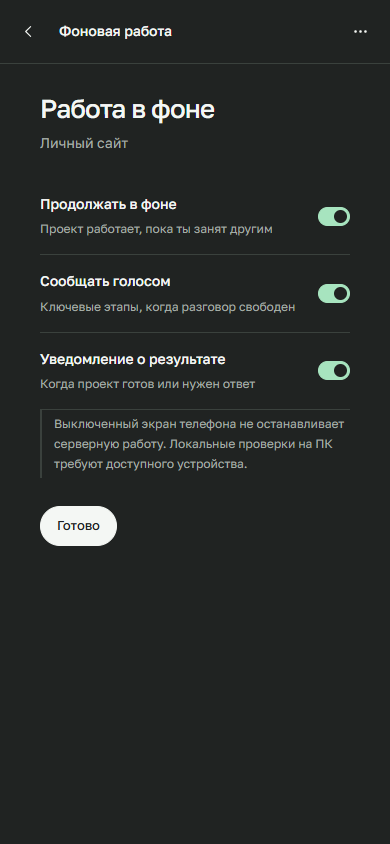 Фоновая работа
Работа в фоне
Личный сайт
Продолжать в фоне
Проект работает, пока ты занят другим
Сообщать голосом
Ключевые этапы, когда разговор свободен
Уведомление о результате
Когда проект готов или нужен ответ
Выключенный экран телефона не останавливает
серверную работу. Локальные проверки на ПК
требуют доступного устройства.
Готово